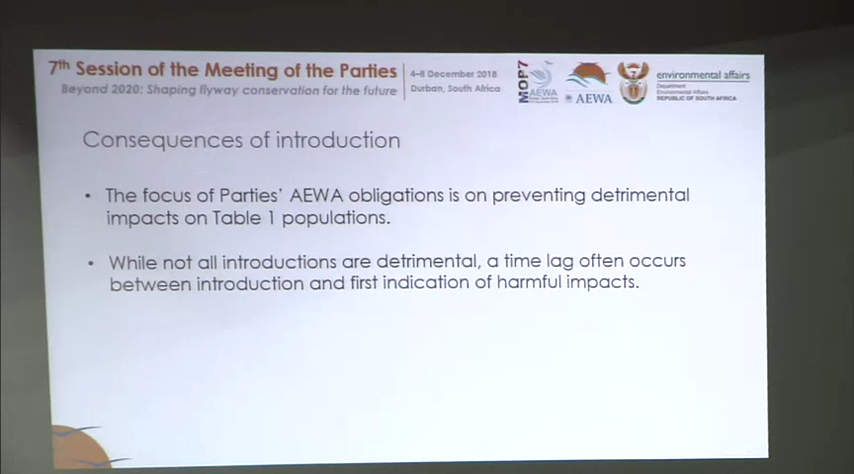 7th Session of the Meeting of the Parties
Beyond 2020: Shaping flyway conservation for the future
4–8 December 2018
Durban, South Africa
MOP7
AEWA
AEWA
environmental affairs
Department:
Environmental Affairs
REPUBLIC OF SOUTH AFRICA
Consequences of introduction
• The focus of Parties' AEWA obligations is on preventing detrimental
impacts on Table 1 populations.
• While not all introductions are detrimental, a time lag often occurs
between introduction and first indication of harmful impacts.